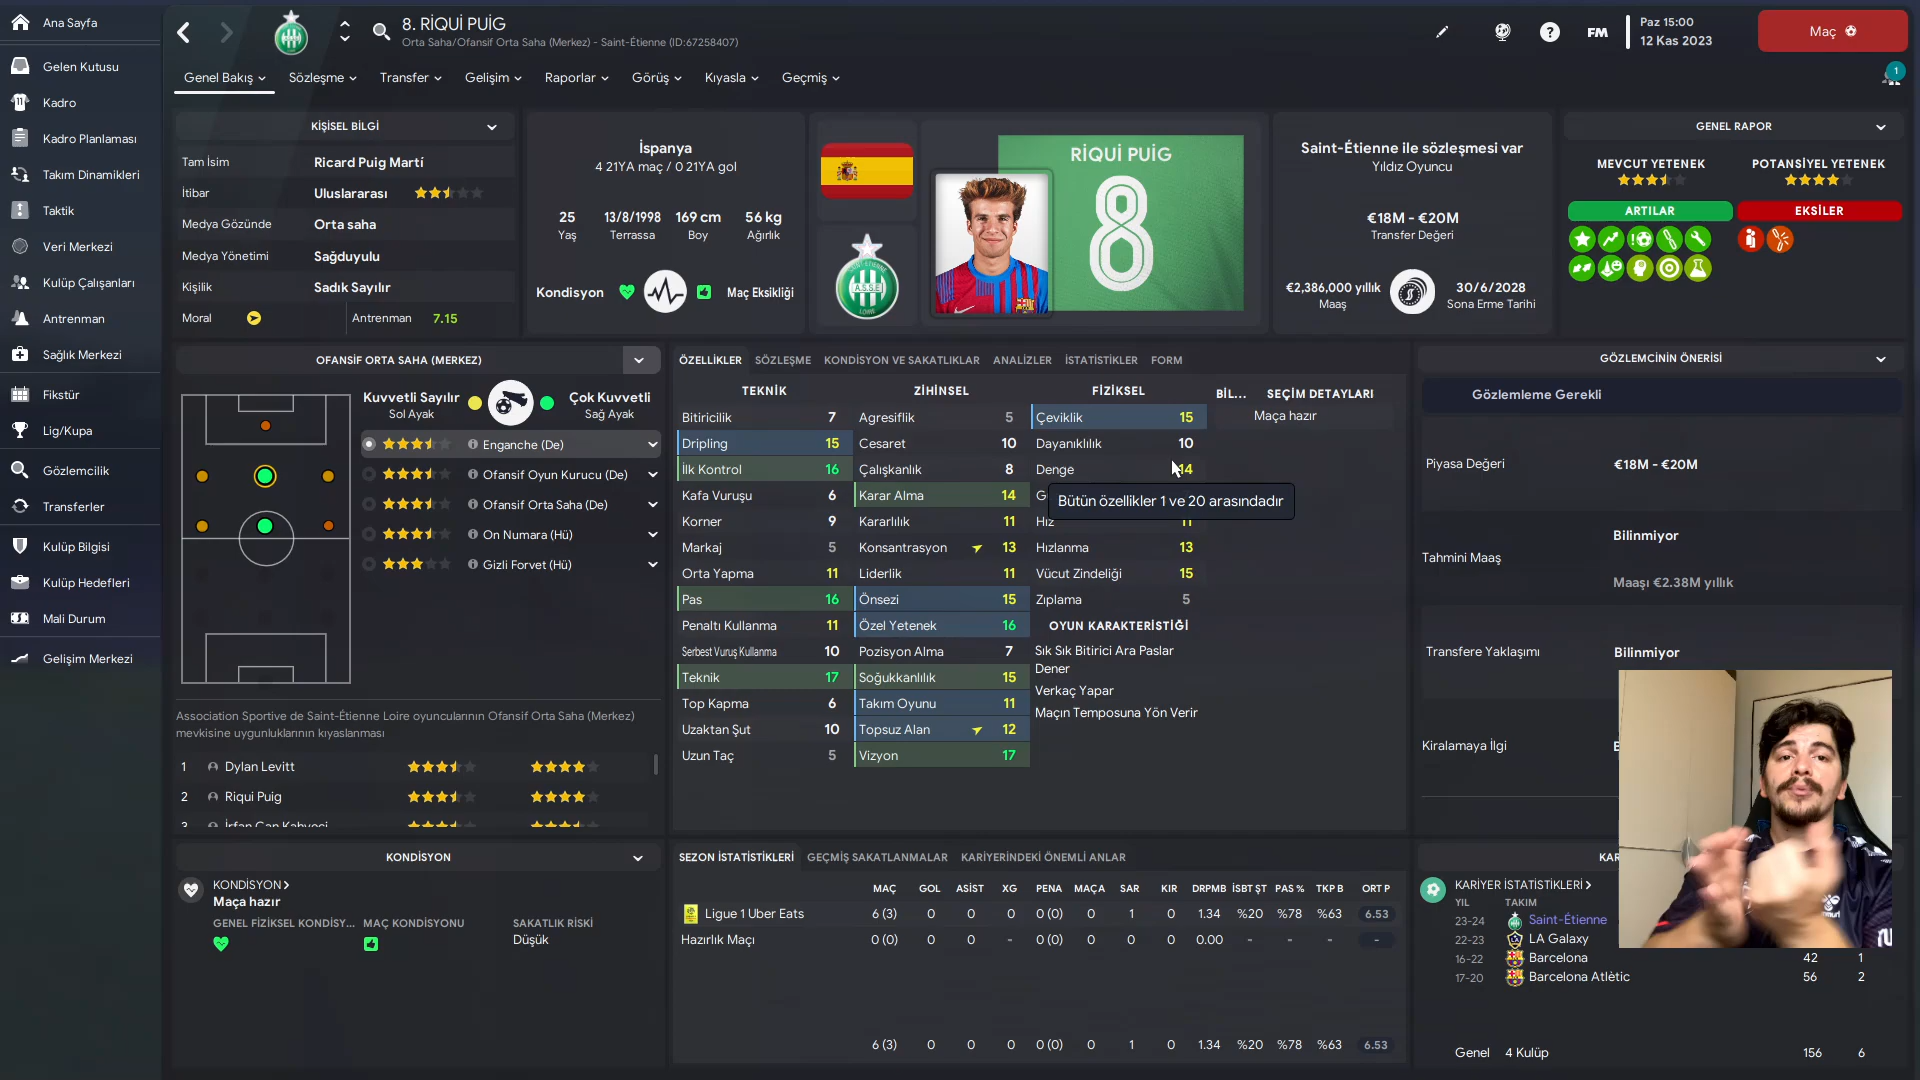 Ana Sayfa
Gelen Kutusu
Kadro
Kadro Planlaması
Takım Dinamikleri
Taktik
Veri Merkezi
Kulüp Çalışanları
Antrenman
Sağlık Merkezi
Fikstür
Lig/Kupa
Gözlemcilik
Transferler
Kulüp Bilgisi
Kulüp Hedefleri
Mali Durum
Gelişim Merkezi
8. RİQUİ PUİG
Orta Saha/Ofansif Orta Saha (Merkez) - Saint-Étienne (ID:67258407)
FM
Paz 15:00
12 Kas 2023
Maç
1
Genel Bakış
Sözleşme
Transfer
Gelişim
Raporlar
Görüş
Kıyasla
Geçmiş
KİŞİSEL BİLGİ
Tam İsim Ricard Puig Martí
İtibar Uluslararası
Medya Gözünde Orta saha
Medya Yönetimi Sağduyulu
Kişilik Sadık Sayılır
Moral Antrenman 7.15
İspanya
4 21YA maç / 0 21YA gol
25 13/8/1998 169 cm 56 kg
Yaş Terrassa Boy Ağırlık
Kondisyon Maç Eksikliği
RİQUİ PUİG
8
Saint-Étienne ile sözleşmesi var
Yıldız Oyuncu
€18M - €20M
Transfer Değeri
€2,386,000 yıllık 30/6/2028
Maaş Sona Erme Tarihi
GENEL RAPOR
MEVCUT YETENEK POTANSİYEL YETENEK
ARTILAR EKSİLER
OFANSİF ORTA SAHA (MERKEZ)
Kuvvetli Sayılır Çok Kuvvetli
Sol Ayak Sağ Ayak
Enganche (De)
Ofansif Oyun Kurucu (De)
Ofansif Orta Saha (De)
On Numara (Hü)
Gizli Forvet (Hü)
Association Sportive de Saint-Étienne Loire oyuncularının Ofansif Orta Saha (Merkez)
mevkisine uygunluklarının kıyaslanması
1 Dylan Levitt
2 Riqui Puig
3 İrfan Can Kahveci
ÖZELLİKLER SÖZLEŞME KONDİSYON VE SAKATLIKLAR ANALİZLER İSTATİSTİKLER FORM
TEKNİK
Bitiricilik 7
Dripling 15
İlk Kontrol 16
Kafa Vuruşu 6
Korner 9
Markaj 5
Orta Yapma 11
Pas 16
Penaltı Kullanma 11
Serbest Vuruş Kullanma 10
Teknik 17
Top Kapma 6
Uzaktan Şut 10
Uzun Taç 5
ZİHİNSEL
Agresiflik 5
Cesaret 10
Çalışkanlık 8
Karar Alma 14
Kararlılık 11
Konsantrasyon 13
Liderlik 11
Önsezi 15
Özel Yetenek 16
Pozisyon Alma 7
Soğukkanlılık 15
Takım Oyunu 11
Topsuz Alan 12
Vizyon 17
FİZİKSEL
Çeviklik 15
Dayanıklılık 10
Denge 14
G
Bütün özellikler 1 ve 20 arasındadır
Hız 11
Hızlanma 13
Vücut Zindeliği 15
Zıplama 5
OYUN KARAKTERİSTİĞİ
Sık Sık Bitirici Ara Paslar
Dener
Verkaç Yapar
Maçın Temposuna Yön Verir
BİL... SEÇİM DETAYLARI
Maça hazır
GÖZLEMCİNİN ÖNERİSİ
Gözlemleme Gerekli
Piyasa Değeri €18M - €20M
Bilinmiyor
Tahmini Maaş
Maaşı €2.38M yıllık
Transfere Yaklaşımı Bilinmiyor
Kiralamaya İlgi
KONDİSYON
KONDİSYON
Maça hazır
GENEL FİZİKSEL KONDİSY... MAÇ KONDİSYONU SAKATLIK RİSKİ
Düşük
SEZON İSTATİSTİKLERİ GEÇMİŞ SAKATLANMALAR KARİYERİNDEKİ ÖNEMLİ ANLAR
MAÇ GOL ASİST XG PENA MAÇA SAR KIR DRPMB İSBT ŞT PAS % TKP B ORT P
Ligue 1 Uber Eats 6 (3) 0 0 0 0 (0) 0 1 0 1.34 %20 %78 %63 6.53
Hazırlık Maçı 0 (0) 0 0 - 0 (0) 0 0 0 0.00 - - - -
6 (3) 0 0 0 0 (0) 0 1 0 1.34 %20 %78 %63 6.53
KAR
KARİYER İSTATİSTİKLERİ
YIL TAKIM
23-24 Saint-Étienne
22-23 LA Galaxy
16-22 Barcelona 42 1
17-20 Barcelona Atlètic 56 2
Genel 4 Kulüp 156 6